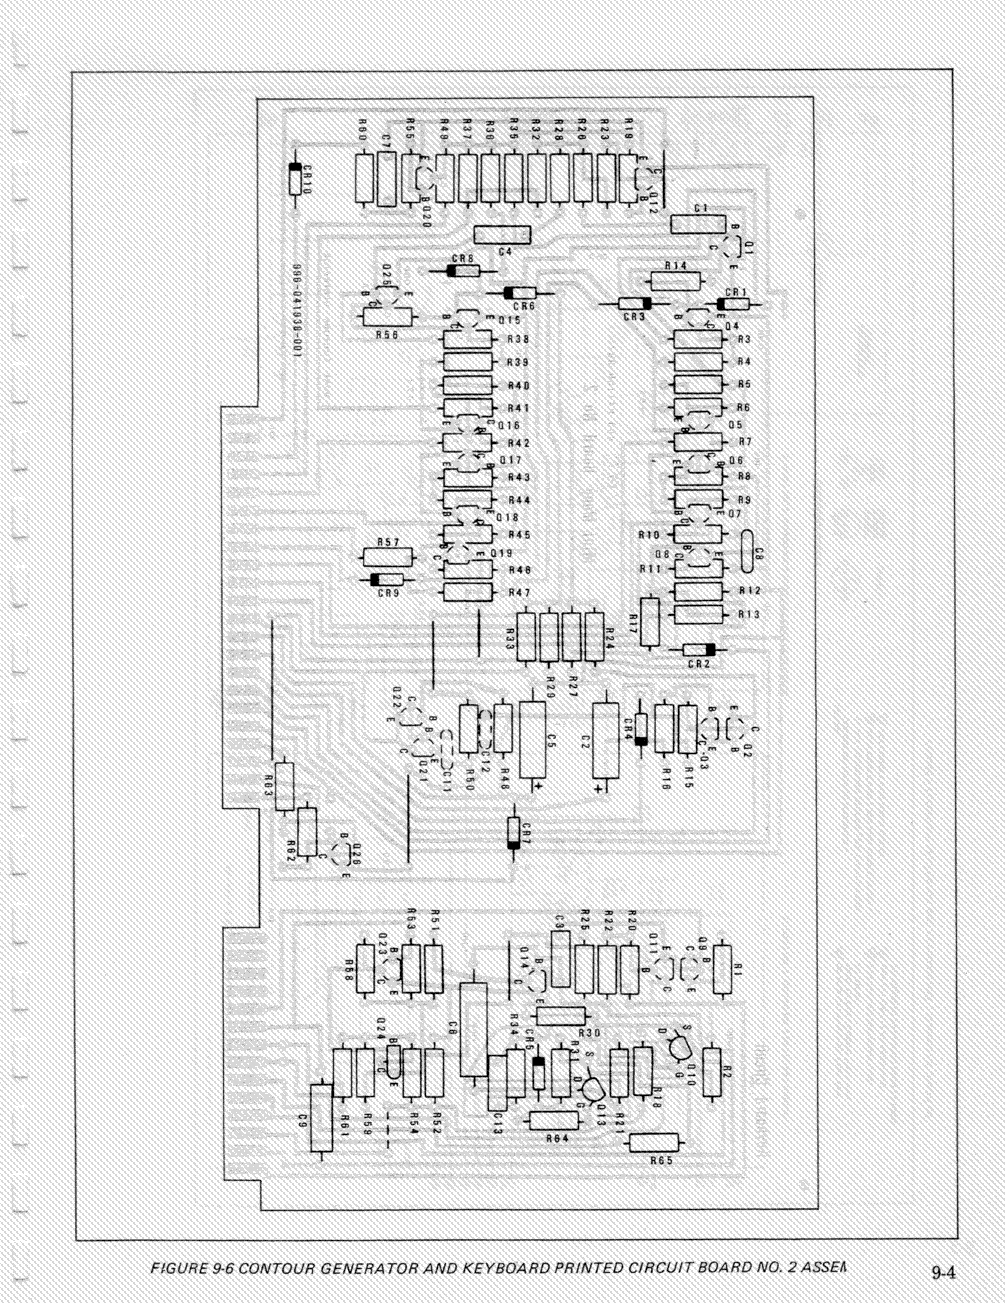 R60
C7
R55
R49
R37
R36
R35
R32
R28
R26
R23
R19
E
E
C
CR10
B
Q20
B
Q12
C1
B
Q1
C
E
C4
CR8
R14
Q25
E
B
C
CR6
CR3
CR1
R56
996-041938-001
B
E
Q15
B
E
Q4
R38
R3
R39
R4
R40
R5
R41
R6
E
C
Q16
E
B
Q5
R42
R7
E
C
B
Q17
E
C
B
Q6
R43
R8
R44
R9
B
E
Q18
B
E
Q7
C
R45
R10
C8
R57
B
C
E
Q19
Q8
B
C
E
R46
R11
CR9
R47
R12
R13
R33
R24
R17
CR2
R29
R27
Q22
C
E
B
B
E
C
Q21
C11
R50
C12
R48
C5
+
C2
+
CR4
R16
R15
B
E
C
Q3
E
C
B
Q2
R63
R62
B
C
E
Q26
CR7
R53
R51
C3
R25
R22
R20
Q11
E
B
C
Q9
B
C
E
R1
R58
Q23
B
C
E
Q14
B
C
E
R30
C6
R34
CR5
R31
S
D
G
Q13
S
D
G
Q10
R2
Q24
B
C
E
R61
R59
R54
R52
C9
C13
R21
R18
R64
R65
FIGURE 9-6 CONTOUR GENERATOR AND KEYBOARD PRINTED CIRCUIT BOARD NO. 2 ASSEM
9-4